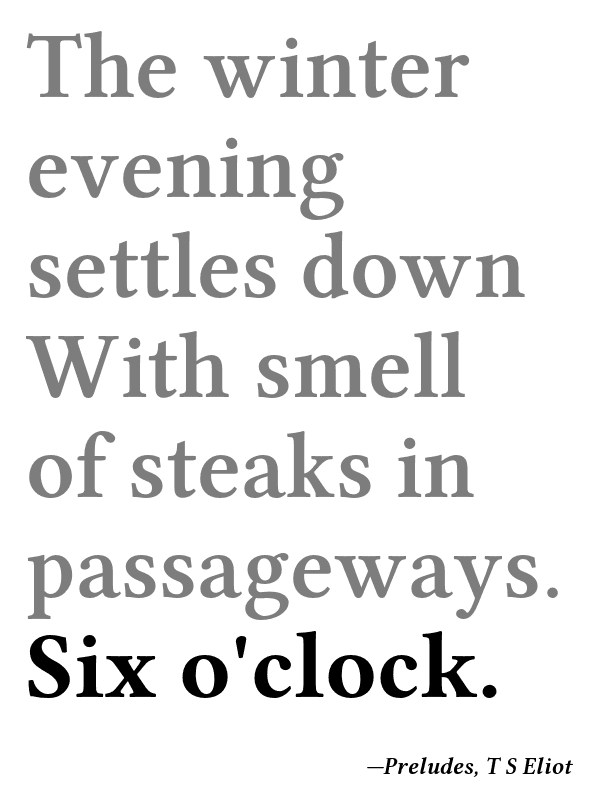 The winter
evening
settles down
With smell
of steaks in
passageways.
Six o'clock.
—Preludes, T S Eliot